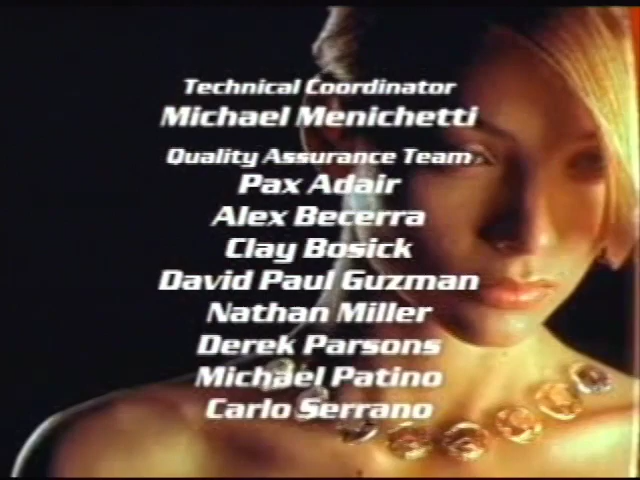 Technical Coordinator
Michael Menichetti
Quality Assurance Team
Pax Adair
Alex Becerra
Clay Bosick
David Paul Guzman
Nathan Miller
Derek Parsons
Michael Patino
Carlo Serrano